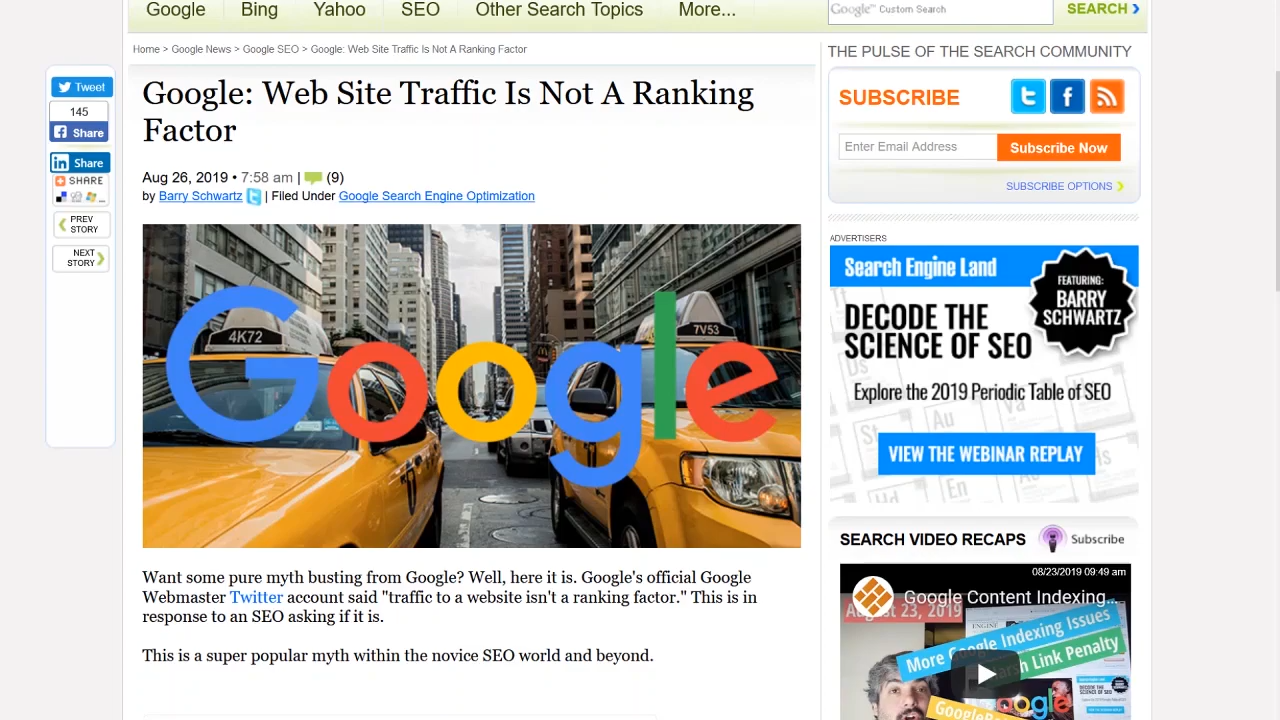 Google Bing Yahoo SEO Other Search Topics More...
Google™ Custom Search SEARCH
Home > Google News > Google SEO > Google: Web Site Traffic Is Not A Ranking Factor
THE PULSE OF THE SEARCH COMMUNITY
Tweet
145
Share
Share
SHARE
PREV
STORY
NEXT
STORY
Google: Web Site Traffic Is Not A Ranking
Factor
Aug 26, 2019 • 7:58 am | (9)
by Barry Schwartz | Filed Under Google Search Engine Optimization
4K72
7V53
Google
Want some pure myth busting from Google? Well, here it is. Google's official Google
Webmaster Twitter account said "traffic to a website isn't a ranking factor." This is in
response to an SEO asking if it is.
This is a super popular myth within the novice SEO world and beyond.
SUBSCRIBE
Enter Email Address Subscribe Now
SUBSCRIBE OPTIONS
ADVERTISERS
Search Engine Land
FEATURING:
BARRY
SCHWARTZ
DECODE THE
SCIENCE OF SEO
Explore the 2019 Periodic Table of SEO
VIEW THE WEBINAR REPLAY
SEARCH VIDEO RECAPS Subscribe
08/23/2019 09:49 am
Google Content Indexing...
August 23, 2019
More Google Indexing Issues
Harsh Link Penalty